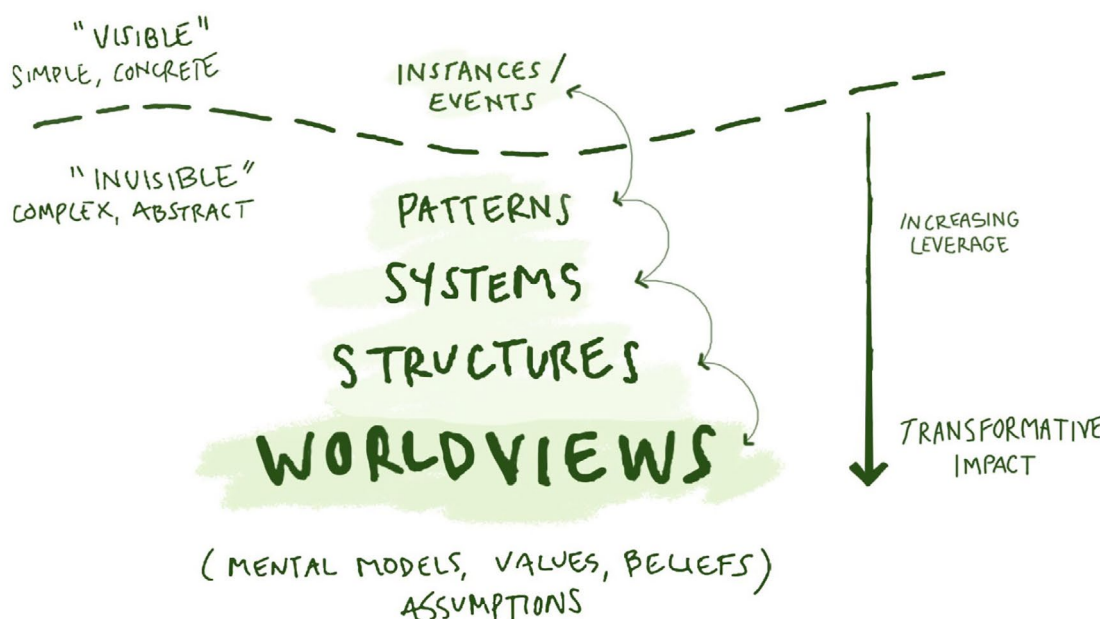 "VISIBLE"
SIMPLE, CONCRETE
INSTANCES /
EVENTS
"INVISIBLE"
COMPLEX, ABSTRACT
PATTERNS
SYSTEMS
STRUCTURES
WORLDVIEWS
(MENTAL MODELS, VALUES, BELIEFS)
ASSUMPTIONS
INCREASING
LEVERAGE
TRANSFORMATIVE
IMPACT